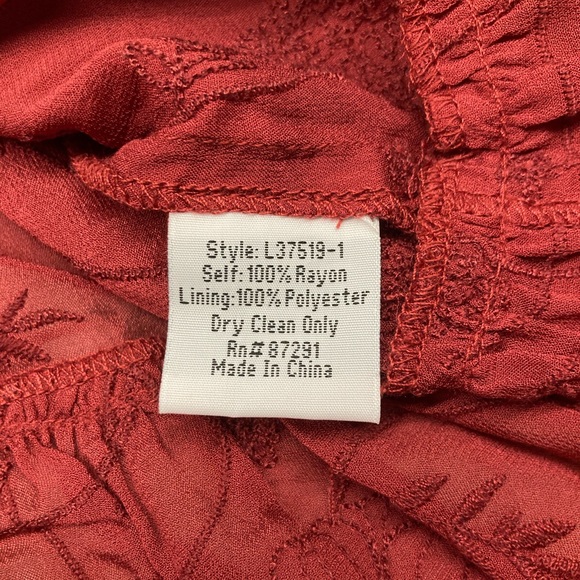 Style: L37519-1
Self:100% Rayon
Lining:100% Polyester
Dry Clean Only
Rn# 87291
Made In China